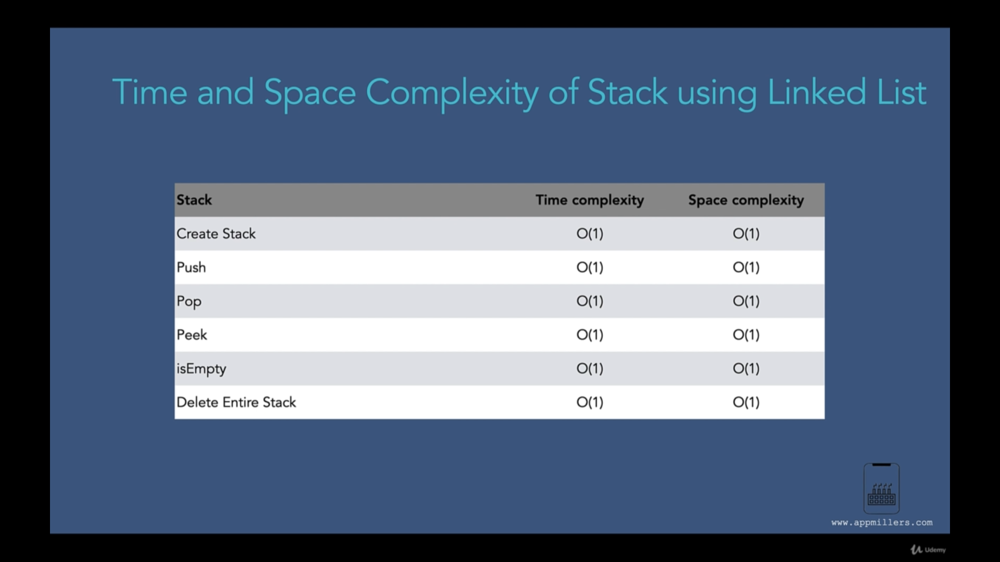 Time and Space Complexity of Stack using Linked List
Stack Time complexity Space complexity
Create Stack O(1) O(1)
Push O(1) O(1)
Pop O(1) O(1)
Peek O(1) O(1)
isEmpty O(1) O(1)
Delete Entire Stack O(1) O(1)
www.appmillers.com
Udemy